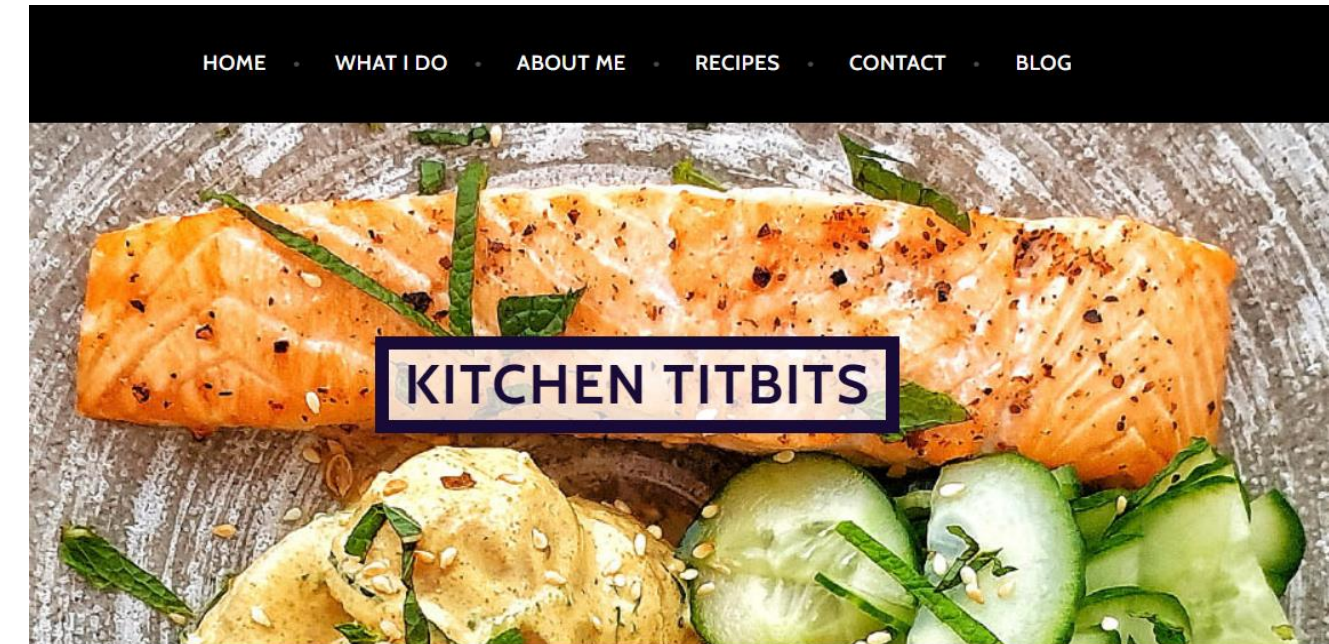 HOME • WHAT I DO • ABOUT ME • RECIPES • CONTACT • BLOG
KITCHEN TITBITS